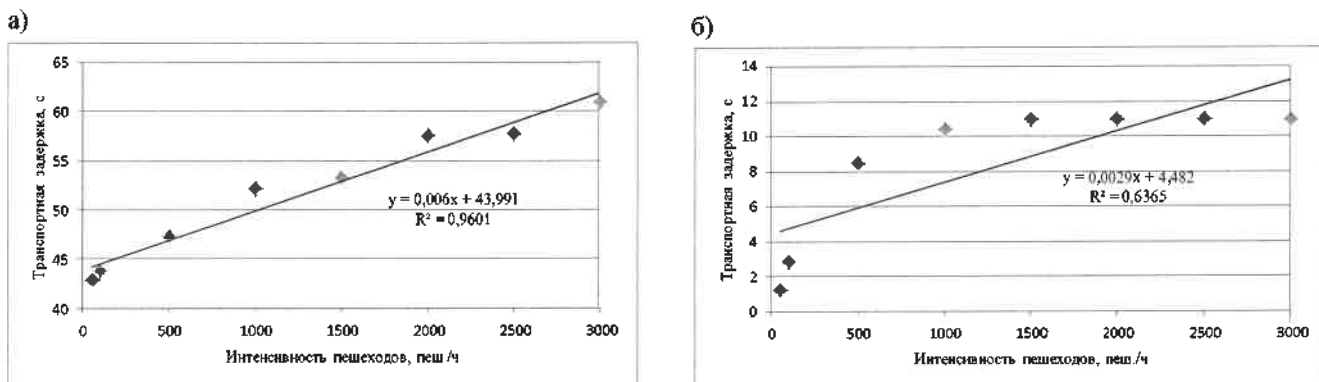 а)
65
60
55
50
45
40
Транспортная задержка, с
y = 0,006x + 43,991
R² = 0,9601
0 500 1000 1500 2000 2500 3000
Интенсивность пешеходов, пеш/ч
б)
14
12
10
8
6
4
2
0
Транспортная задержка, с
y = 0,0029x + 4,482
R² = 0,6365
0 500 1000 1500 2000 2500 3000
Интенсивность пешеходов, пеш./ч